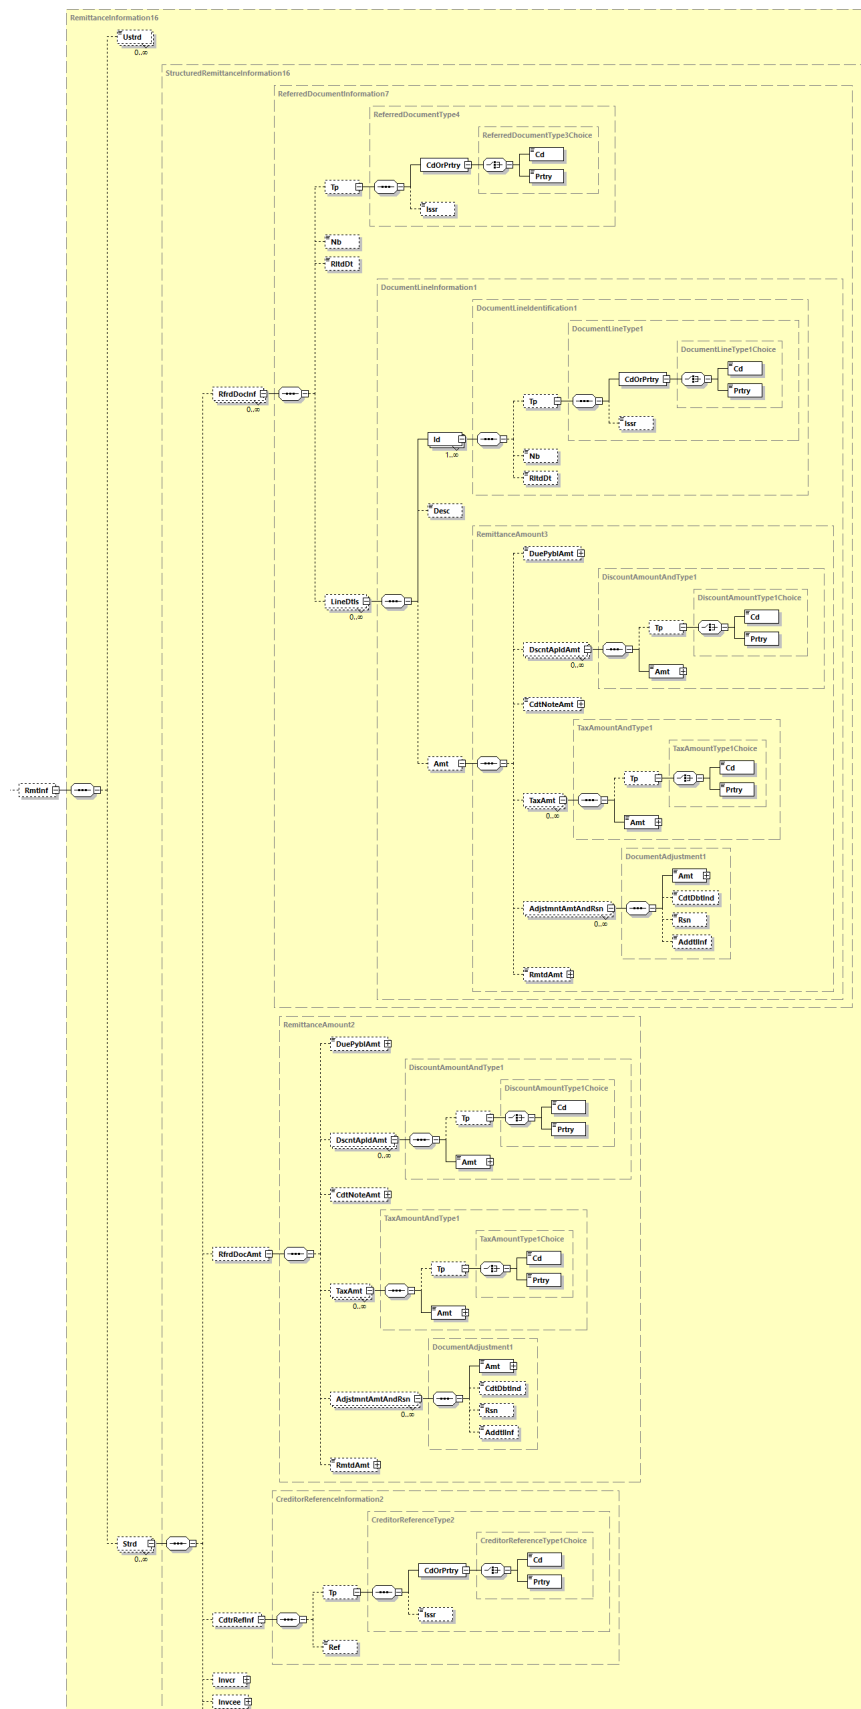 RemittanceInformation16
Ustrd
0..∞
StructuredRemittanceInformation16
ReferredDocumentInformation7
ReferredDocumentType4
ReferredDocumentType3Choice
Cd
CdOrPrtry
Prtry
Tp
Issr
Nb
RltdDt
DocumentLineInformation1
DocumentLineIdentification1
DocumentLineType1
DocumentLineType1Choice
Cd
CdOrPrtry
Prtry
RfrdDocInf
0..∞
Tp
Issr
Id
1..∞
Nb
RltdDt
Desc
RemittanceAmount3
DuePyblAmt
DiscountAmountAndType1
DiscountAmountType1Choice
LineDtls
0..∞
Cd
Tp
Prtry
DscntApldAmt
0..∞
Amt
CdtNoteAmt
TaxAmountAndType1
TaxAmountType1Choice
Amt
Cd
Tp
Prtry
RmtInf
TaxAmt
0..∞
Amt
DocumentAdjustment1
Amt
CdtDbtInd
AdjstmntAmtAndRsn
0..∞
Rsn
AddtlInf
RmtdAmt
RemittanceAmount2
DuePyblAmt
DiscountAmountAndType1
DiscountAmountType1Choice
Cd
Tp
Prtry
DscntApldAmt
0..∞
Amt
CdtNoteAmt
TaxAmountAndType1
TaxAmountType1Choice
RfrdDocAmt
Cd
Tp
Prtry
TaxAmt
0..∞
Amt
DocumentAdjustment1
Amt
CdtDbtInd
AdjstmntAmtAndRsn
0..∞
Rsn
AddtlInf
RmtdAmt
CreditorReferenceInformation2
CreditorReferenceType2
CreditorReferenceType1Choice
Strd
0..∞
Cd
CdOrPrtry
Prtry
Tp
Issr
CdtrRefInf
Ref
Invcr
Invcee